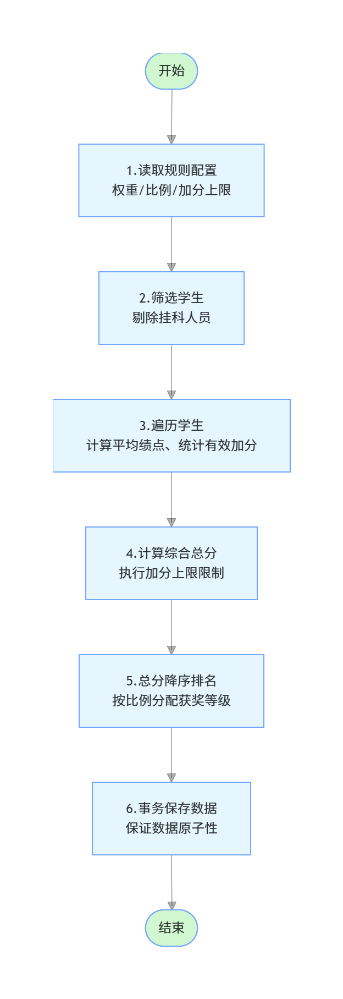 开始
1.读取规则配置
权重/比例/加分上限
2.筛选学生
剔除挂科人员
3.遍历学生
计算平均绩点、统计有效加分
4.计算综合总分
执行加分上限限制
5.总分降序排名
按比例分配获奖等级
6.事务保存数据
保证数据原子性
结束